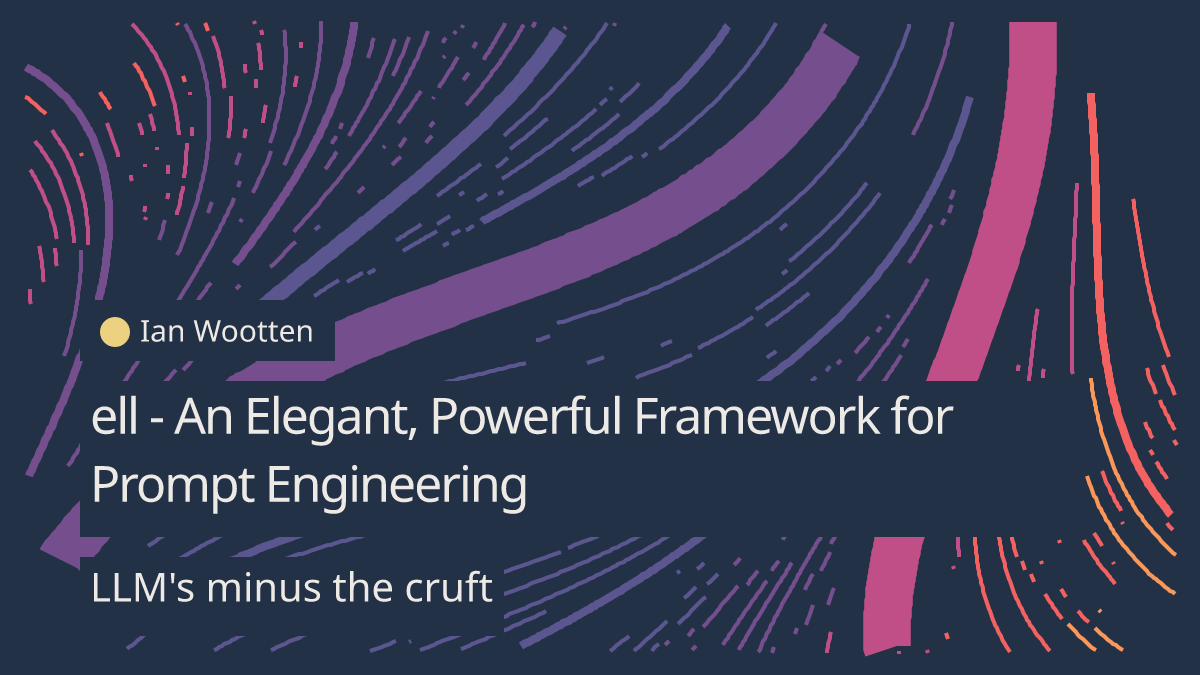 Ian Wootten
ell - An Elegant, Powerful Framework for
Prompt Engineering
LLM's minus the cruft